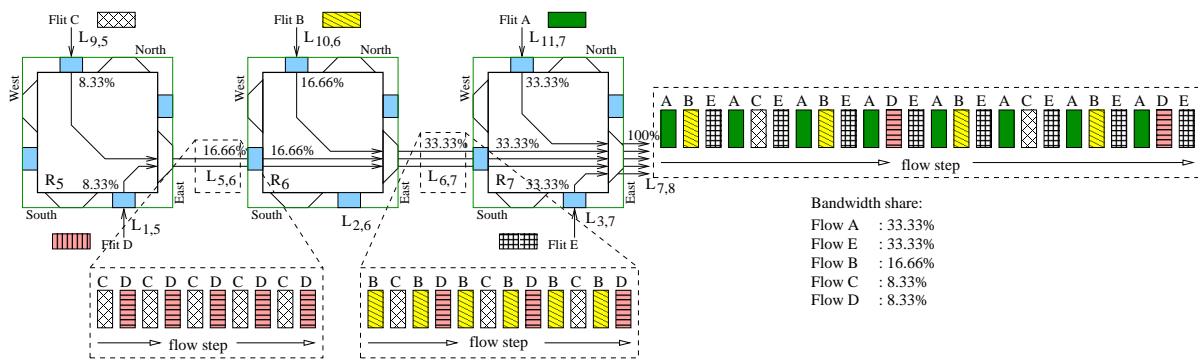 Flit C
L9,5
North
8.33%
West
R5
8.33%
South
East
L1,5
Flit D
16.66%
L5,6
Flit B
L10,6
North
16.66%
West
16.66%
R6
South
East
L2,6
33.33%
L6,7
Flit A
L11,7
North
33.33%
West
33.33%
R7
33.33%
South
East
L3,7
Flit E
100%
L7,8
A B E A C E A B E A D E A B E A C E A B E A D E
flow step
C D C D C D C D C D
flow step
B C B D B C B D B C B D
flow step
Bandwidth share:
Flow A : 33.33%
Flow E : 33.33%
Flow B : 16.66%
Flow C : 8.33%
Flow D : 8.33%